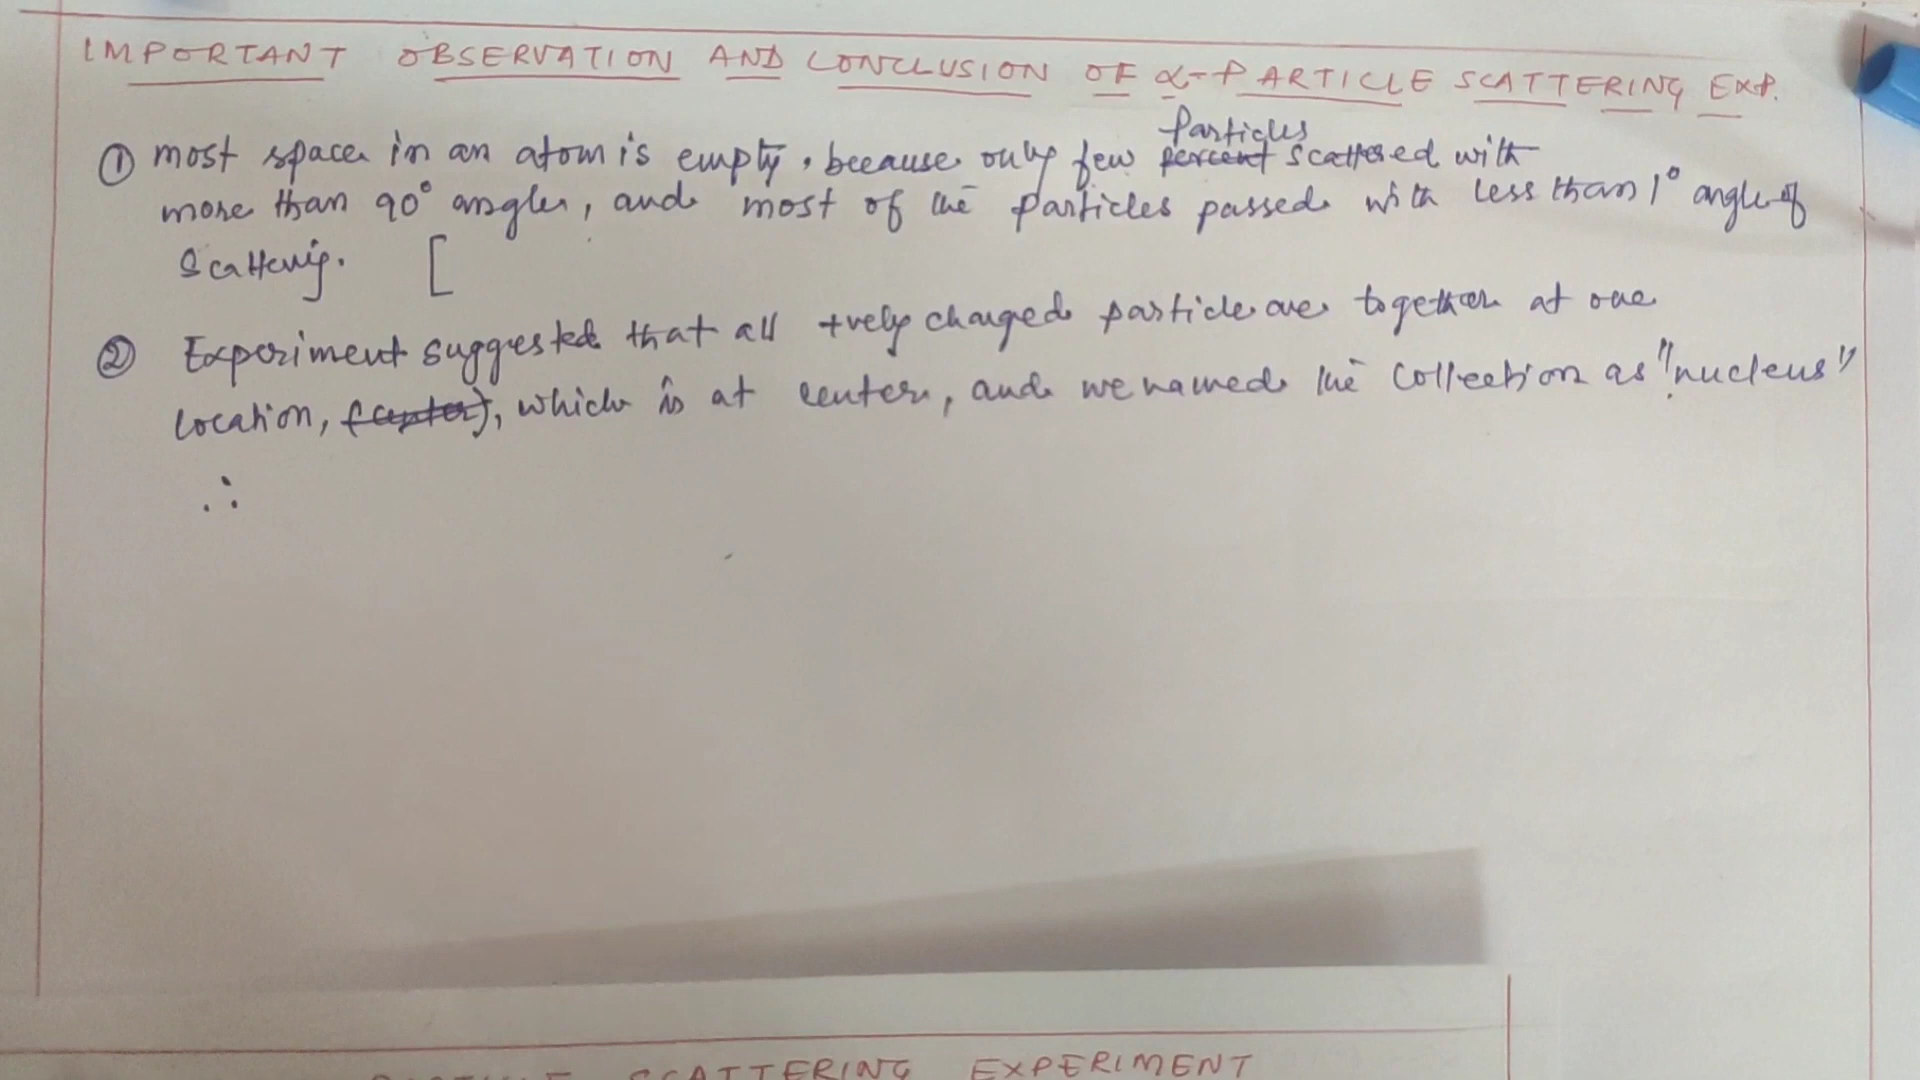 IMPORTANT OBSERVATION AND CONCLUSION OF α-PARTICLE SCATTERING EXP.
① most space in an atom is empty, because only few percent particles scattered with
more than 90° angles, and most of the particles passed with less than 1° angle of
Scattering. [
② Experiment suggested that all +vely charged particle are together at one
location, (center), which is at center, and we named the collection as "nucleus"
∴
SCATTERING EXPERIMENT